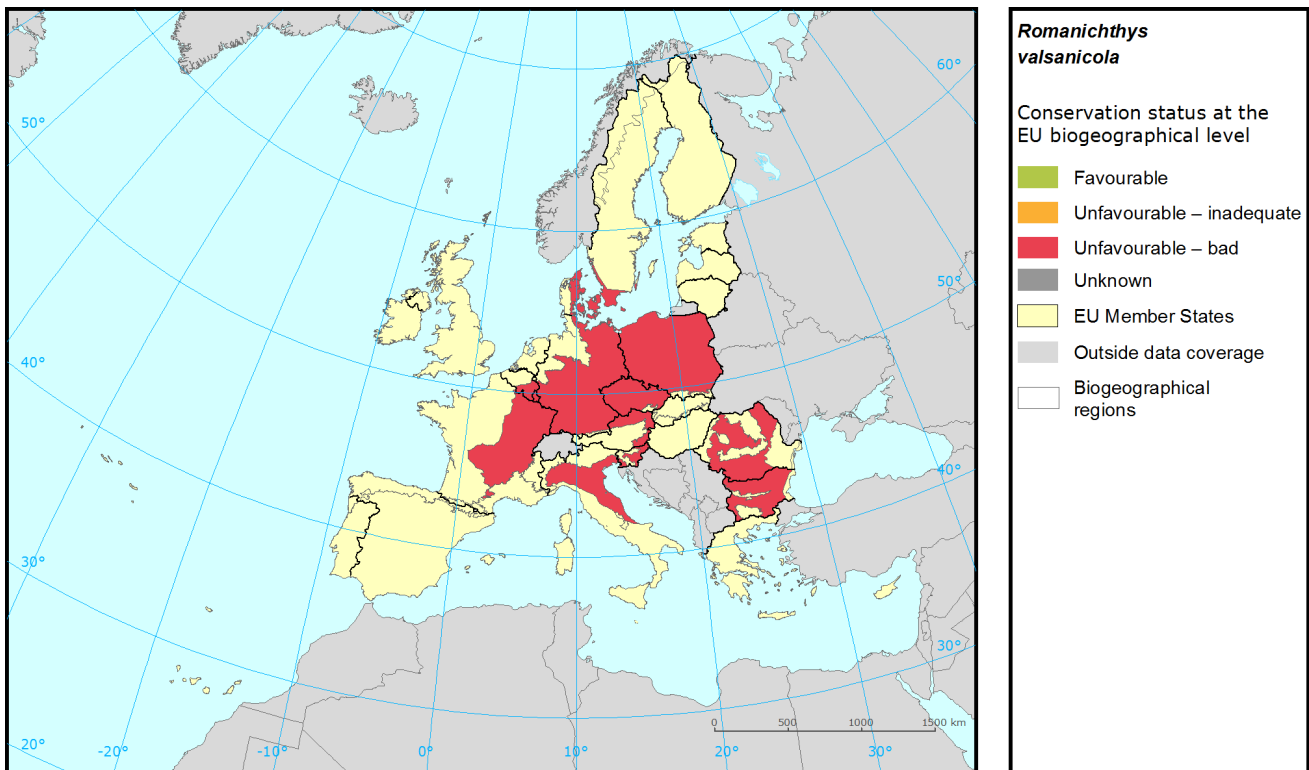 60°
50°
50°
40°
40°
30°
30°
20°
-20°
-10°
0°
10°
20°
30°
0 500 1000 1500 km
Romanichthys
valsanicola
Conservation status at the
EU biogeographical level
Favourable
Unfavourable – inadequate
Unfavourable – bad
Unknown
EU Member States
Outside data coverage
Biogeographical
regions